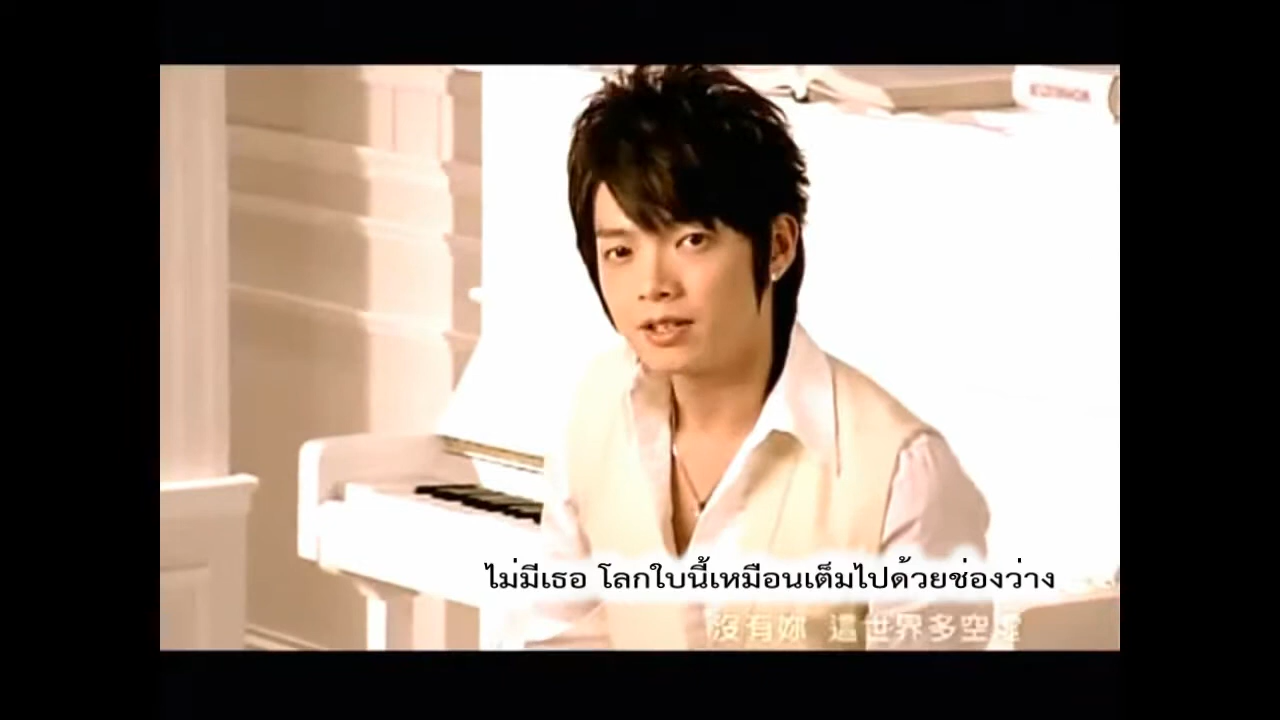 ไม่มีเธอ โลกใบนี้เหมือนเต็มไปด้วยช่องว่าง
沒有妳 這世界多空虛